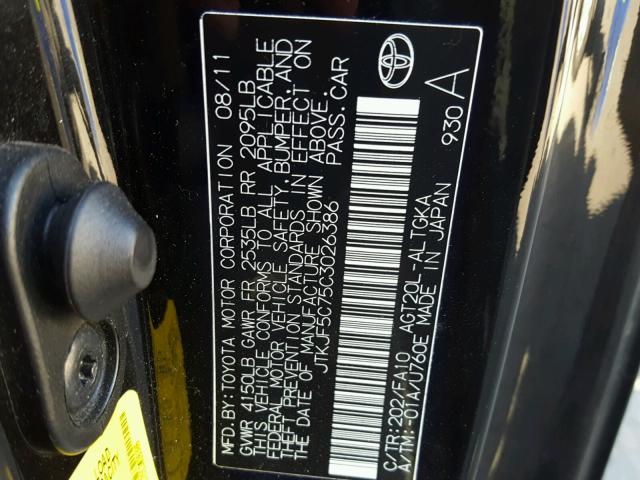 MFD.BY:TOYOTA MOTOR CORPORATION 08/11
GVWR 4150LB GAWR FR 2535LB RR 2095LB
THIS VEHICLE CONFORMS TO ALL APPLICABLE
FEDERAL MOTOR VEHICLE SAFETY, BUMPER, AND
THEFT PREVENTION STANDARDS IN EFFECT ON
THE DATE OF MANUFACTURE SHOWN ABOVE.
JTKJF5C75C3026386 PASS.CAR
C/TR:202/FA10 AGT20L-ALTGKA
A/TM:-01A/U760E MADE IN JAPAN 930 A
LOAD